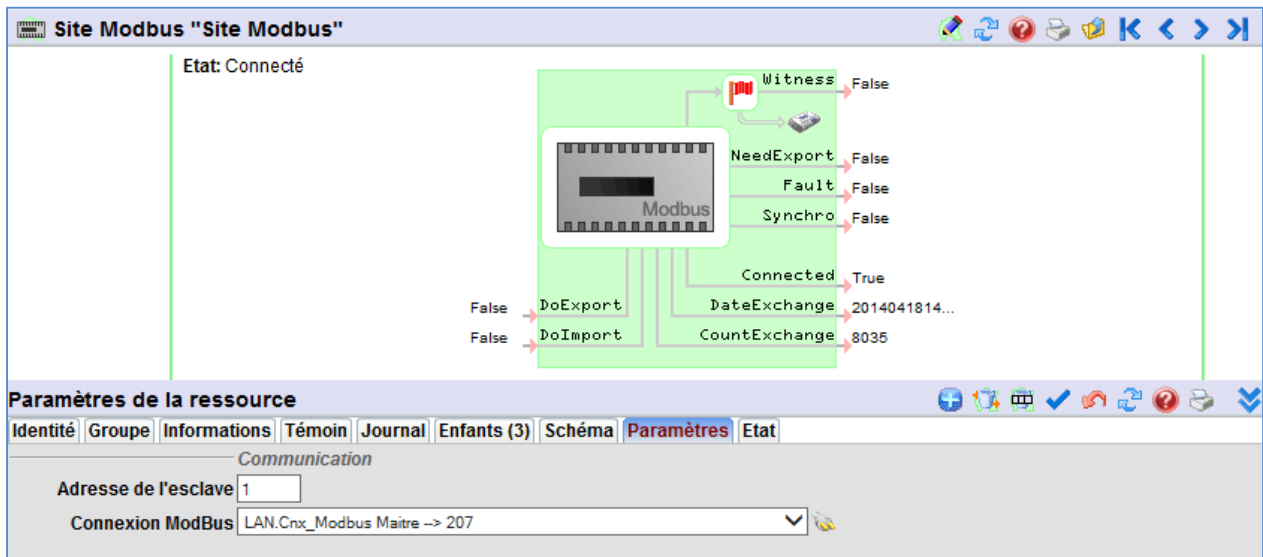 Site Modbus "Site Modbus"
Etat: Connecté
Witness False
NeedExport False
Fault False
Modbus
Synchro False
Connected True
False DoExport DateExchange 2014041814...
False DoImport CountExchange 8035
Paramètres de la ressource
Identité Groupe Informations Témoin Journal Enfants (3) Schéma Paramètres Etat
Communication
Adresse de l'esclave 1
Connexion ModBus LAN.Cnx_Modbus Maitre --> 207